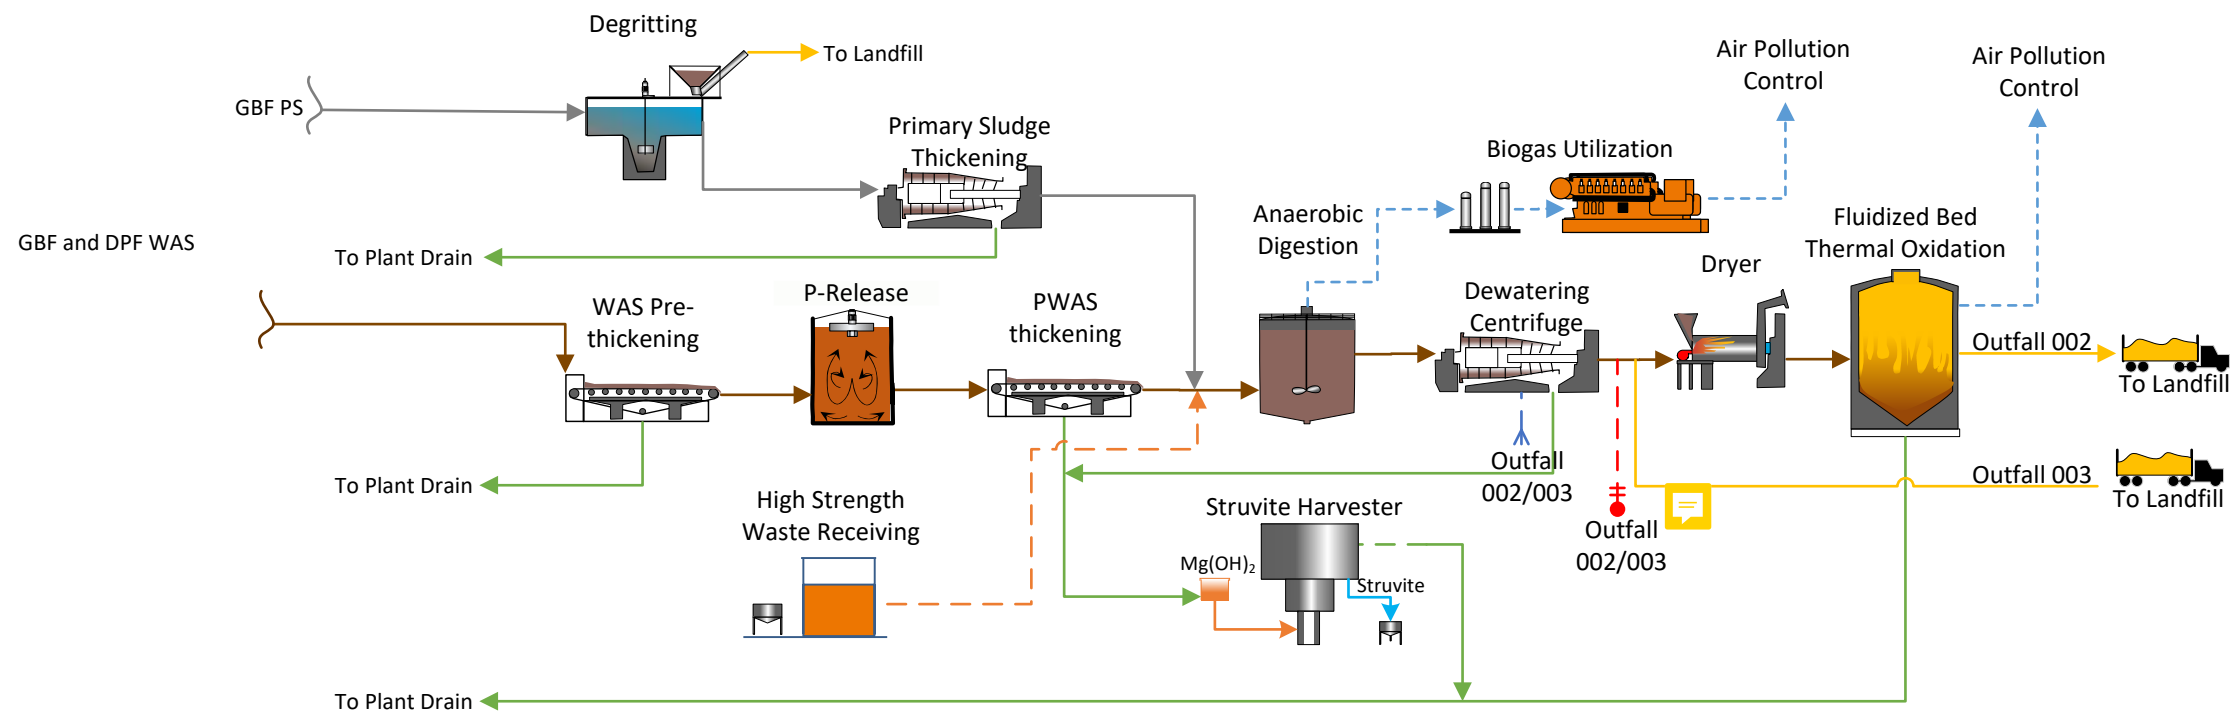 Degritting
To Landfill
GBF PS
Primary Sludge
Thickening
Air Pollution
Control
Air Pollution
Control
Biogas Utilization
Anaerobic
Digestion
Fluidized Bed
Thermal Oxidation
GBF and DPF WAS
To Plant Drain
Dryer
WAS Pre-
thickening
P-Release
PWAS
thickening
Dewatering
Centrifuge
Outfall 002
To Landfill
To Plant Drain
Outfall
002/003
Outfall 003
To Landfill
High Strength
Waste Receiving
Struvite Harvester
Outfall
002/003
Mg(OH)₂
Struvite
To Plant Drain